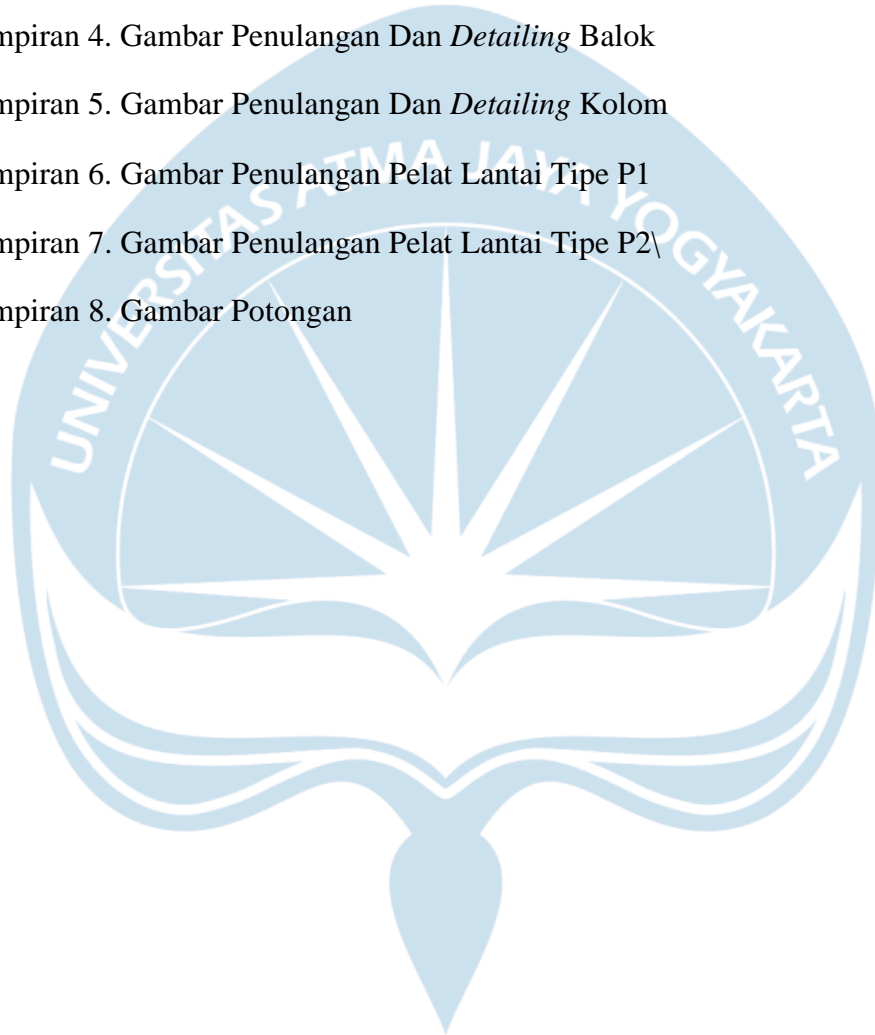 mpiran 4. Gambar Penulangan Dan Detailing Balok
mpiran 5. Gambar Penulangan Dan Detailing Kolom
mpiran 6. Gambar Penulangan Pelat Lantai Tipe P1
mpiran 7. Gambar Penulangan Pelat Lantai Tipe P2\
mpiran 8. Gambar Potongan
UNIVERSITAS ATMA JAYA YOGYAKARTA